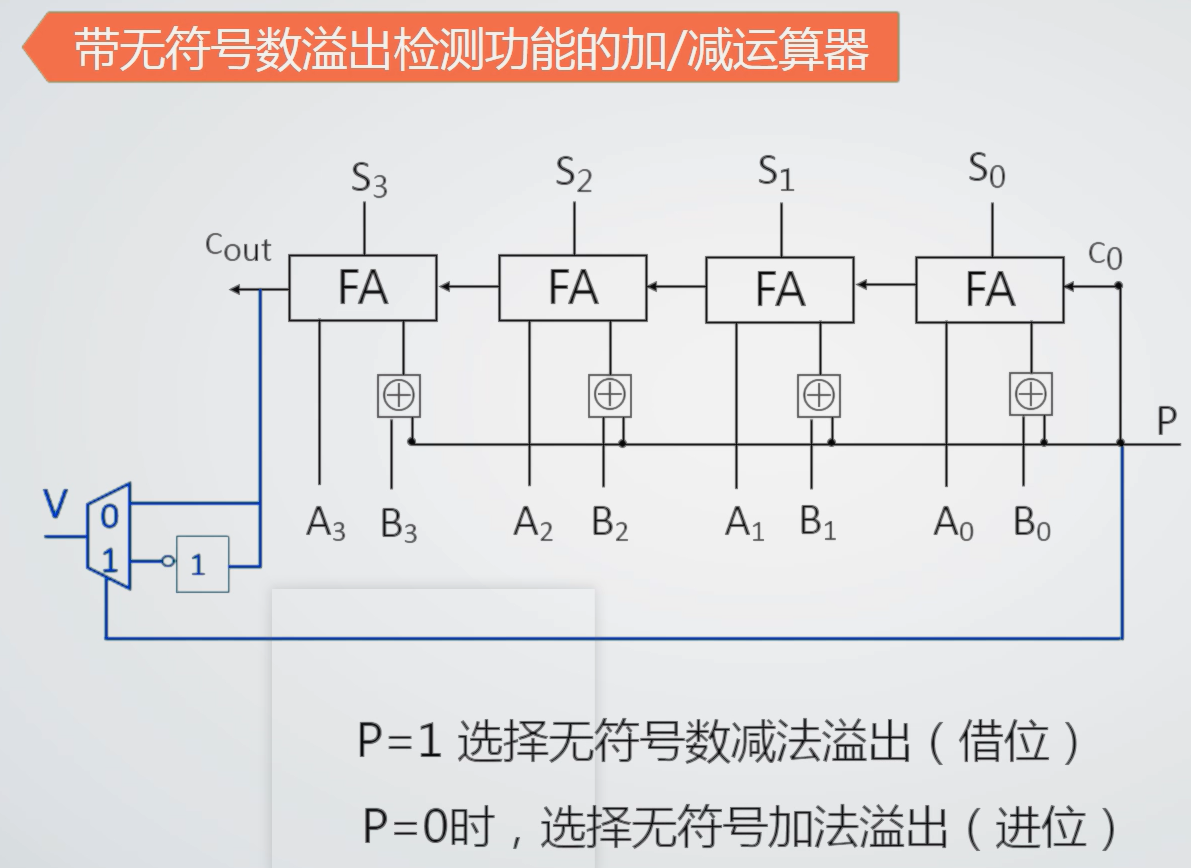 带无符号数溢出检测功能的加/减运算器
S3 S2 S1 S0
Cout FA FA FA FA C0
P
V 0 1 1
A3 B3 A2 B2 A1 B1 A0 B0
P=1 选择无符号数减法溢出（借位）
P=0时，选择无符号加法溢出（进位）